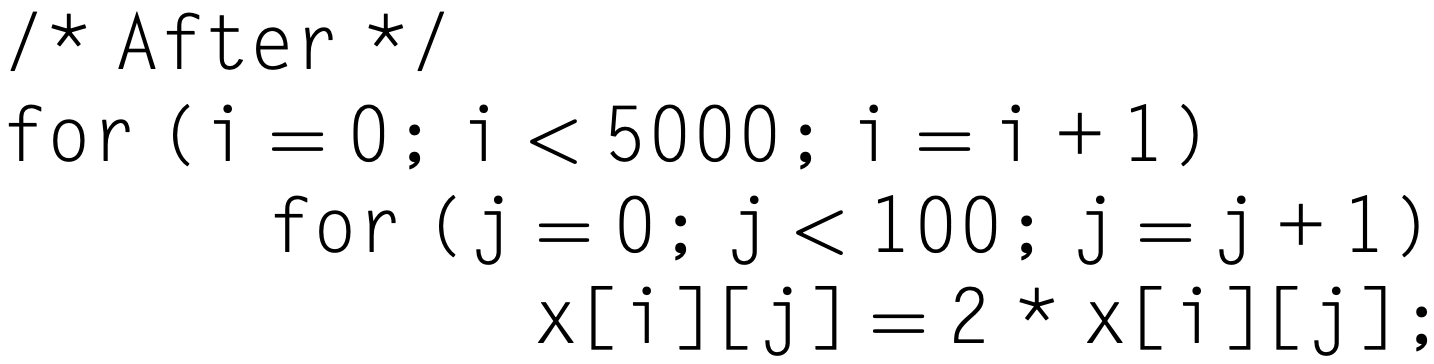 /* After */
for (i = 0; i < 5000; i = i + 1)
for (j = 0; j < 100; j = j + 1)
x[i][j] = 2 * x[i][j];